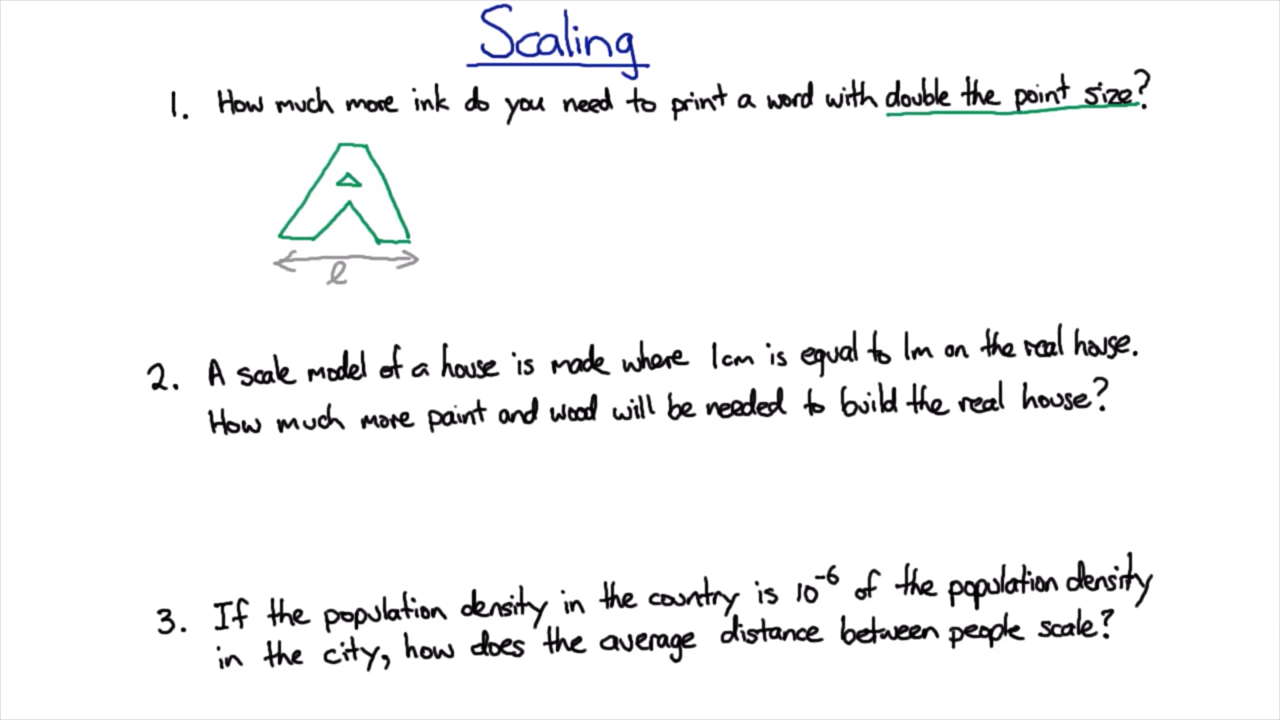 Scaling
1. How much more ink do you need to print a word with double the point size?
A
l
2. A scale model of a house is made where 1cm is equal to 1m on the real house.
How much more paint and wood will be needed to build the real house?
3. If the population density in the country is 10⁻⁶ of the population density
in the city, how does the average distance between people scale?